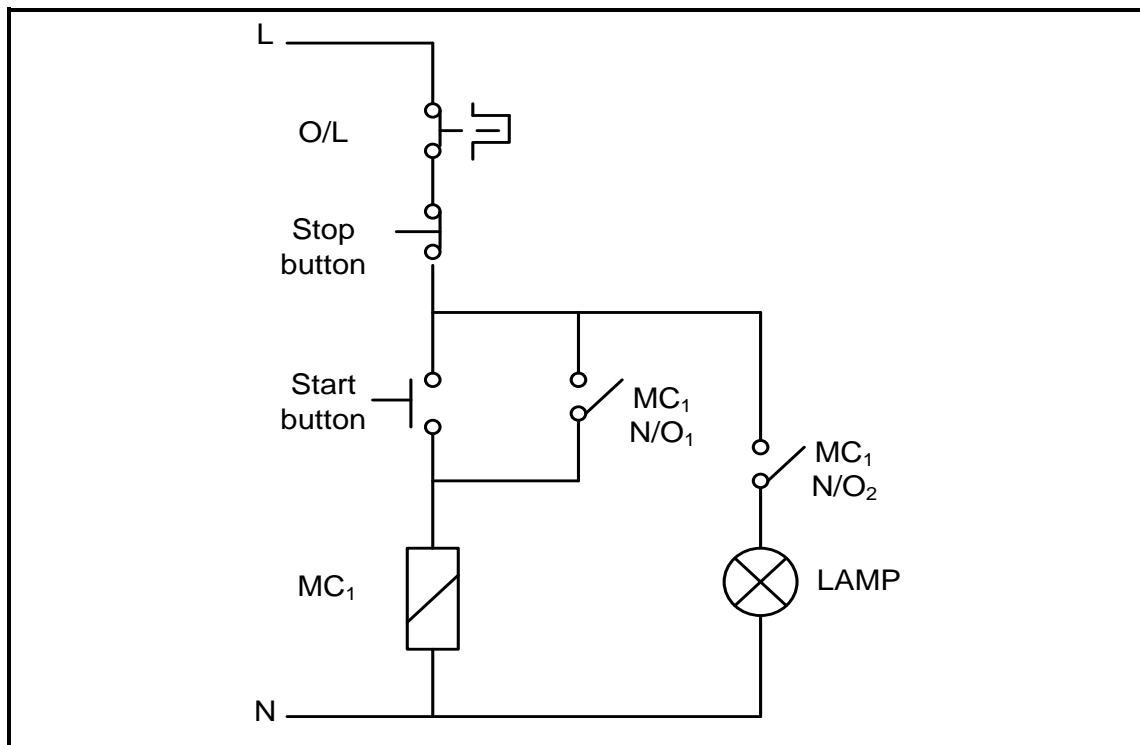 L
O/L
Stop
button
Start
button
MC₁
N/O₁
MC₁
N/O₂
MC₁
LAMP
N